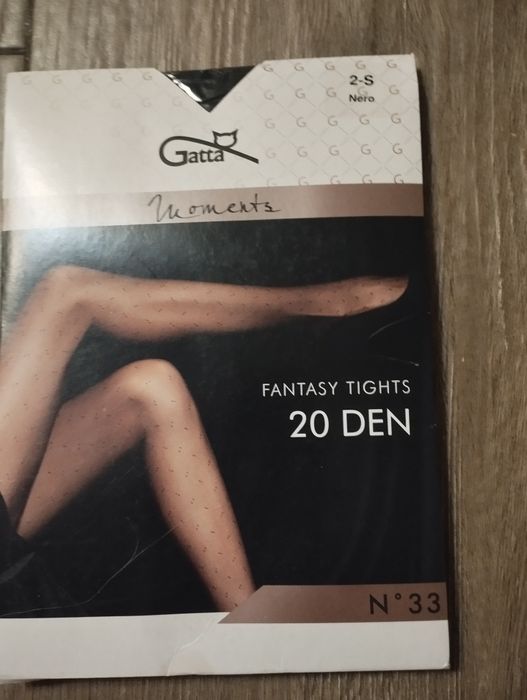 2-S
Nero
Gatta
Moments
FANTASY TIGHTS
20 DEN
N°33